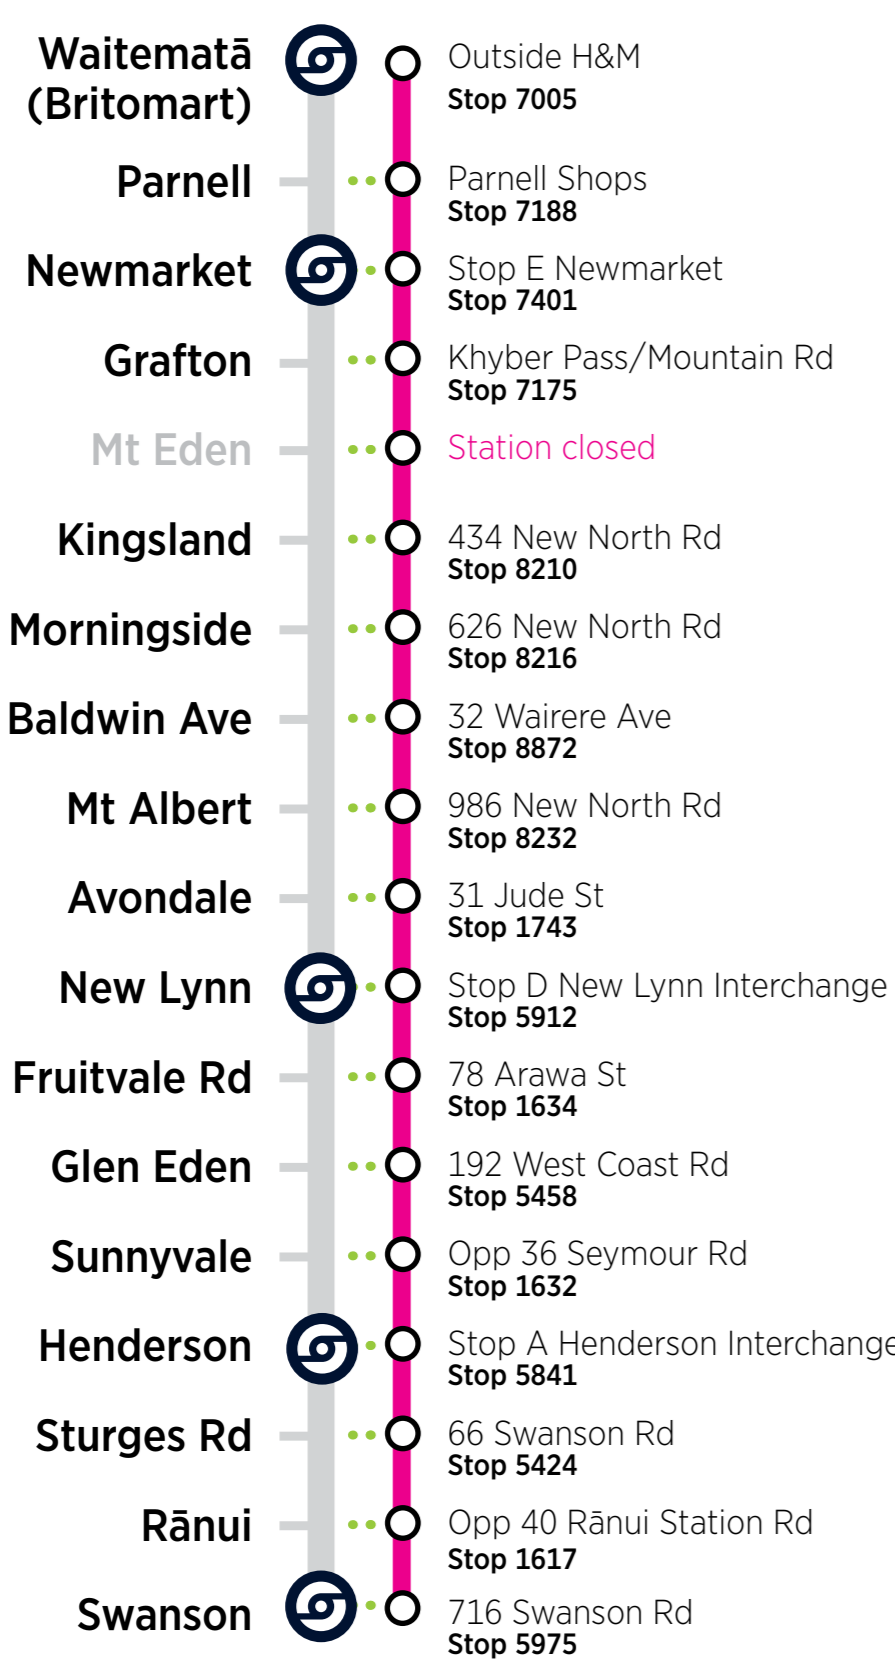 Waitematā
(Britomart)
Outside H&M
Stop 7005
Parnell
Parnell Shops
Stop 7188
Newmarket
Stop E Newmarket
Stop 7401
Grafton
Khyber Pass/Mountain Rd
Stop 7175
Mt Eden
Station closed
Kingsland
434 New North Rd
Stop 8210
Morningside
626 New North Rd
Stop 8216
Baldwin Ave
32 Wairere Ave
Stop 8872
Mt Albert
986 New North Rd
Stop 8232
Avondale
31 Jude St
Stop 1743
New Lynn
Stop D New Lynn Interchange
Stop 5912
Fruitvale Rd
78 Arawa St
Stop 1634
Glen Eden
192 West Coast Rd
Stop 5458
Sunnyvale
Opp 36 Seymour Rd
Stop 1632
Henderson
Stop A Henderson Interchange
Stop 5841
Sturges Rd
66 Swanson Rd
Stop 5424
Rānui
Opp 40 Rānui Station Rd
Stop 1617
Swanson
716 Swanson Rd
Stop 5975